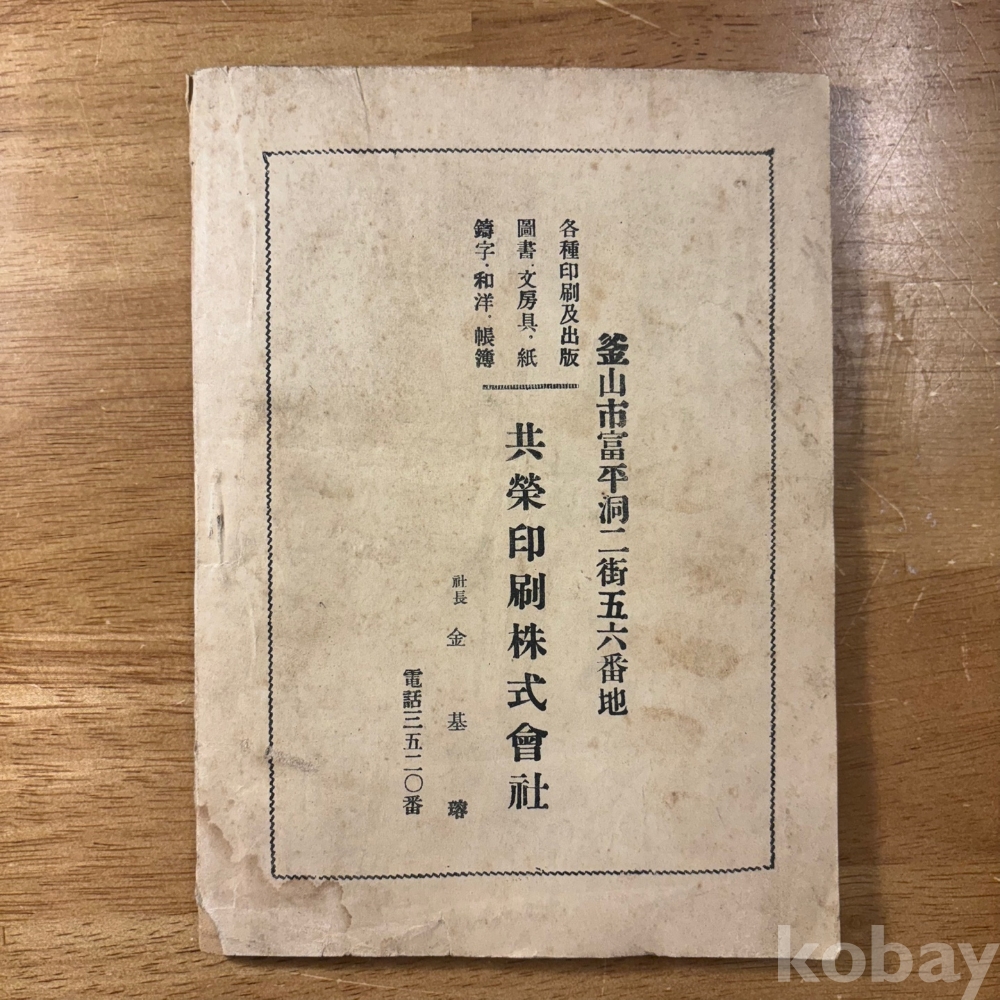 釜山市富平洞二街五六番地
各種印刷及出版
圖書·文房具·紙
鑄字·和洋·帳簿
共榮印刷株式會社
社長 金基瑢
電話三五二〇番
kobay